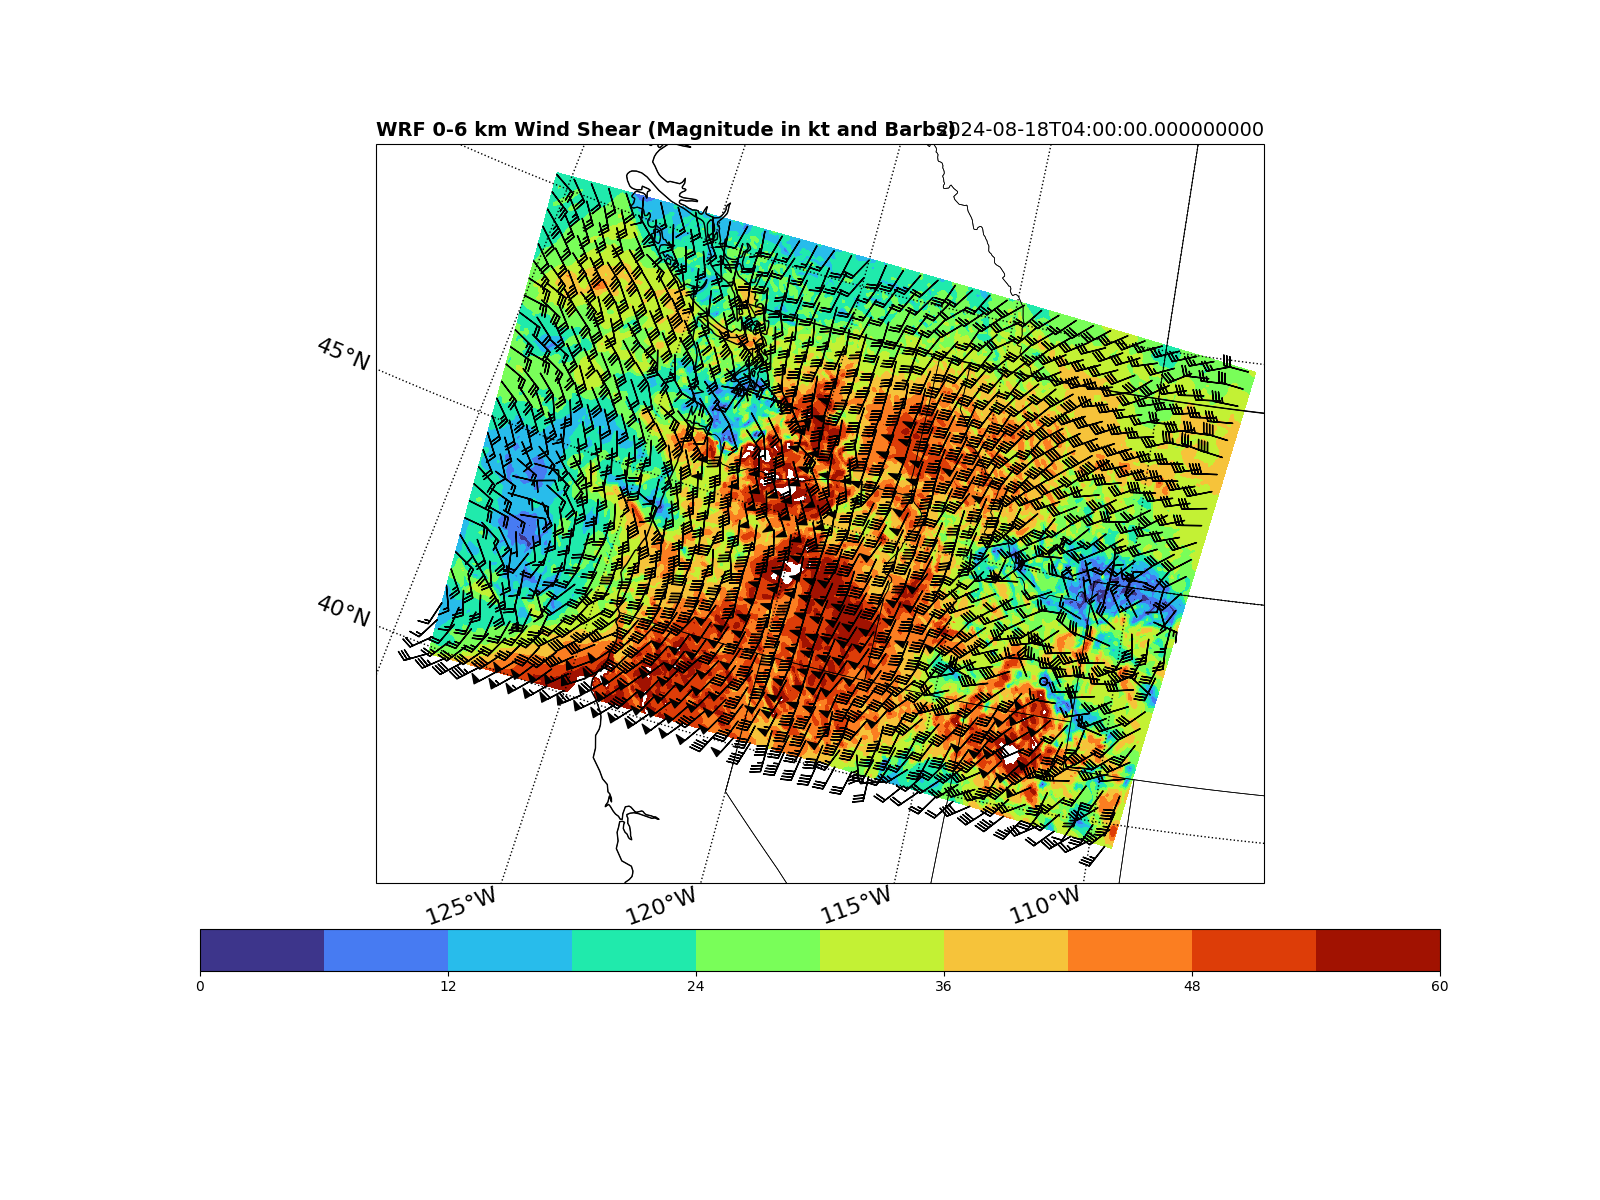 WRF 0-6 km Wind Shear (Magnitude in kt and Barbs)
2024-08-18T04:00:00.000000000
45°N
40°N
125°W 120°W 115°W 110°W
0 12 24 36 48 60